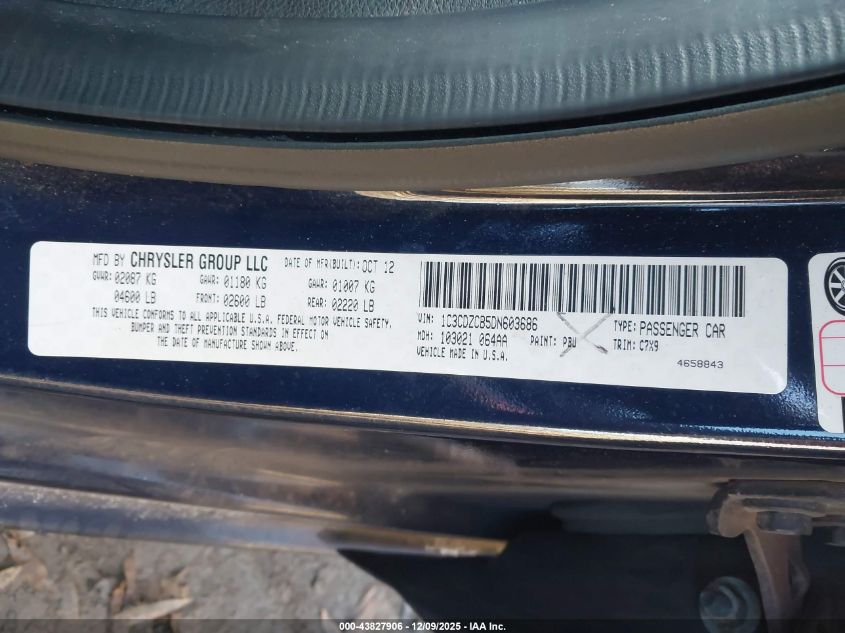 MFD BY CHRYSLER GROUP LLC DATE OF MFR(BUILT): OCT 12
GVWR: 02087 KG GAWR: 01180 KG GAWR: 01007 KG
04600 LB FRONT: 02600 LB REAR: 02220 LB
THIS VEHICLE CONFORMS TO ALL APPLICABLE U.S.A. FEDERAL MOTOR VEHICLE SAFETY,
BUMPER AND THEFT PREVENTION STANDARDS IN EFFECT ON
THE DATE OF MANUFACTURE SHOWN ABOVE.
VIN: 1C3CDZCB5DN603686 TYPE: PASSENGER CAR
MDH: 103021 064AA PAINT: PBU TRIM: C7X9
VEHICLE MADE IN U.S.A.
4658843
000-43827906 - 12/09/2025 - IAA Inc.